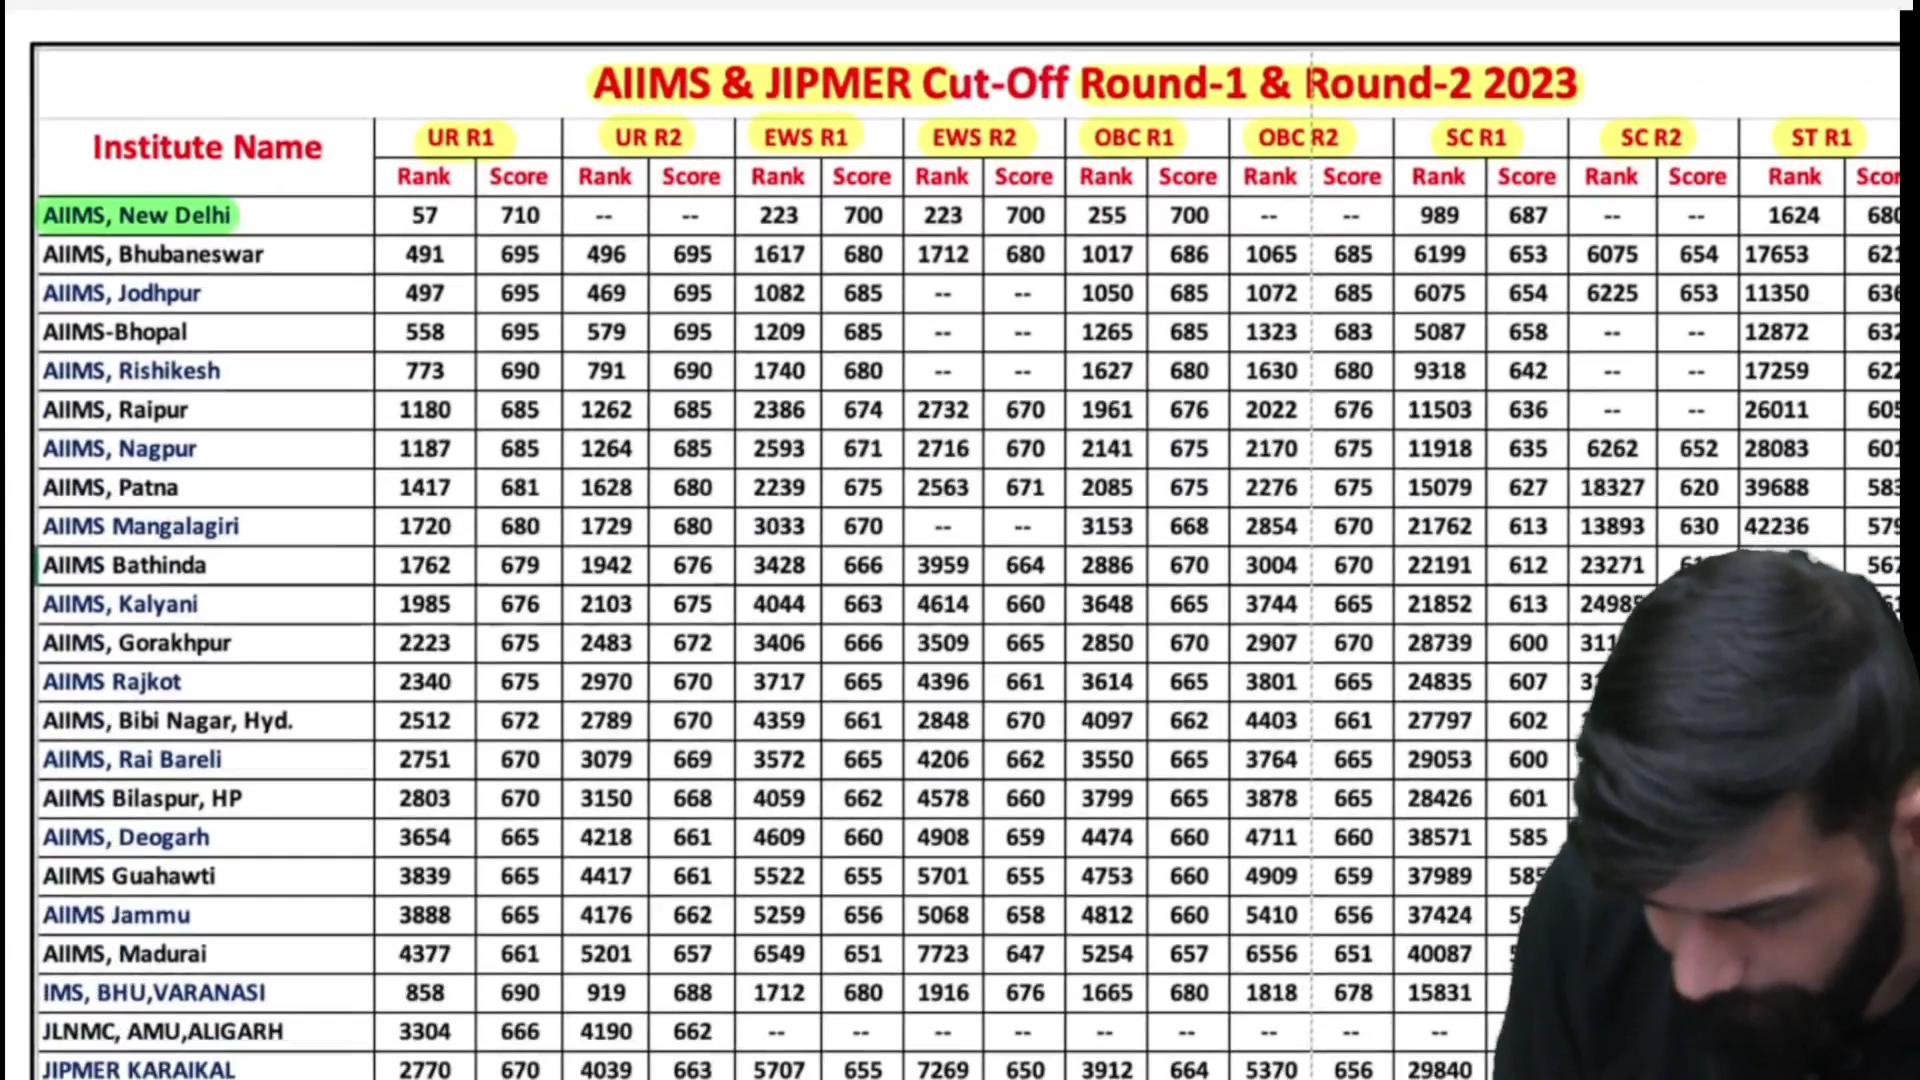 AIIMS & JIPMER Cut-Off Round-1 & Round-2 2023
Institute Name UR R1 UR R2 EWS R1 EWS R2 OBC R1 OBC R2 SC R1 SC R2 ST R1
Rank Score Rank Score Rank Score Rank Score Rank Score Rank Score Rank Score Rank Score Rank
AIIMS, New Delhi 57 710 -- -- 223 700 223 700 255 700 -- -- 989 687 -- -- 1624 680
AIIMS, Bhubaneswar 491 695 496 695 1617 680 1712 680 1017 686 1065 685 6199 653 6075 654 17653 621
AIIMS, Jodhpur 497 695 469 695 1082 685 -- -- 1050 685 1072 685 6075 654 6225 653 11350 636
AIIMS-Bhopal 558 695 579 695 1209 685 -- -- 1265 685 1323 683 5087 658 -- -- 12872 632
AIIMS, Rishikesh 773 690 791 690 1740 680 -- -- 1627 680 1630 680 9318 642 -- -- 17259 622
AIIMS, Raipur 1180 685 1262 685 2386 674 2732 670 1961 676 2022 676 11503 636 -- -- 26011 605
AIIMS, Nagpur 1187 685 1264 685 2593 671 2716 670 2141 675 2170 675 11918 635 6262 652 28083 601
AIIMS, Patna 1417 681 1628 680 2239 675 2563 671 2085 675 2276 675 15079 627 18327 620 39688 583
AIIMS Mangalagiri 1720 680 1729 680 3033 670 -- -- 3153 668 2854 670 21762 613 13893 630 42236 579
AIIMS Bathinda 1762 679 1942 676 3428 666 3959 664 2886 670 3004 670 22191 612 23271 567
AIIMS, Kalyani 1985 676 2103 675 4044 663 4614 660 3648 665 3744 665 21852 613
AIIMS, Gorakhpur 2223 675 2483 672 3406 666 3509 665 2850 670 2907 670 28739 600
AIIMS Rajkot 2340 675 2970 670 3717 665 4396 661 3614 665 3801 665 24835 607
AIIMS, Bibi Nagar, Hyd. 2512 672 2789 670 4359 661 2848 670 4097 662 4403 661 27797 602
AIIMS, Rai Bareli 2751 670 3079 669 3572 665 4206 662 3550 665 3764 665 29053 600
AIIMS Bilaspur, HP 2803 670 3150 668 4059 662 4578 660 3799 665 3878 665 28426 601
AIIMS, Deogarh 3654 665 4218 661 4609 660 4908 659 4474 660 4711 660 38571 585
AIIMS Guahawti 3839 665 4417 661 5522 655 5701 655 4753 660 4909 659 37989 585
AIIMS Jammu 3888 665 4176 662 5259 656 5068 658 4812 660 5410 656 37424
AIIMS, Madurai 4377 661 5201 657 6549 651 7723 647 5254 657 6556 651 40087
IMS, BHU,VARANASI 858 690 919 688 1712 680 1916 676 1665 680 1818 678 15831
JLNMC, AMU,ALIGARH 3304 666 4190 662 -- -- -- -- -- -- -- -- --
JIPMER KARAIKAL 2770 670 4039 663 5707 655 7269 650 3912 664 5370 656 29840